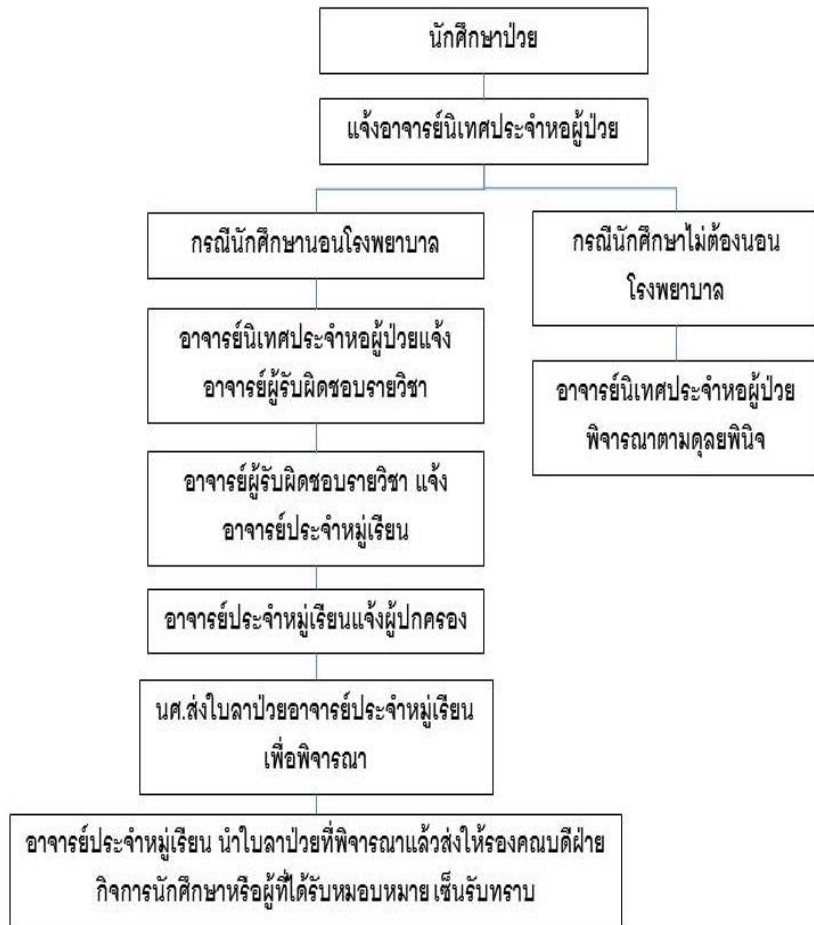 นักศึกษาป่วย
แจ้งอาจารย์นิเทศประจำหอผู้ป่วย
กรณีนักศึกษานอนโรงพยาบาล
กรณีนักศึกษาไม่ต้องนอน
โรงพยาบาล
อาจารย์นิเทศประจำหอผู้ป่วยแจ้ง
อาจารย์ผู้รับผิดชอบรายวิชา
อาจารย์นิเทศประจำหอผู้ป่วย
พิจารณาตามดุลยพินิจ
อาจารย์ผู้รับผิดชอบรายวิชา แจ้ง
อาจารย์ประจำหมู่เรียน
อาจารย์ประจำหมู่เรียนแจ้งผู้ปกครอง
นศ.ส่งใบลาป่วยอาจารย์ประจำหมู่เรียน
เพื่อพิจารณา
อาจารย์ประจำหมู่เรียน นำใบลาป่วยที่พิจารณาแล้วส่งให้รองคณบดีฝ่าย
กิจการนักศึกษาหรือผู้ที่ได้รับหมอบหมาย เซ็นรับทราบ